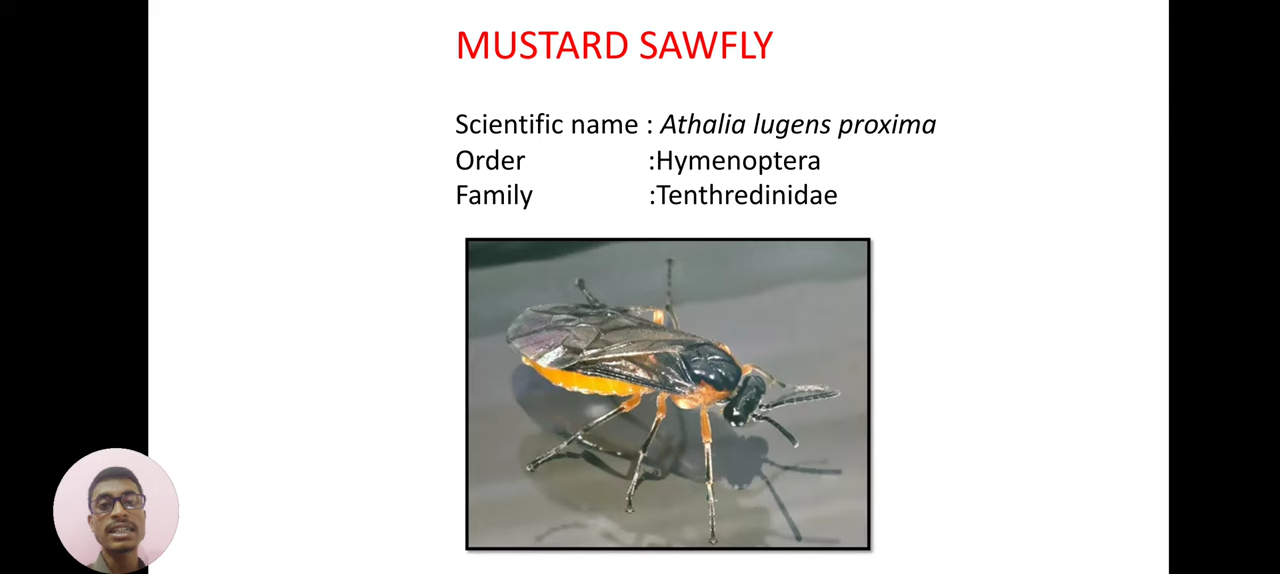 MUSTARD SAWFLY
Scientific name : Athalia lugens proxima
Order :Hymenoptera
Family :Tenthredinidae